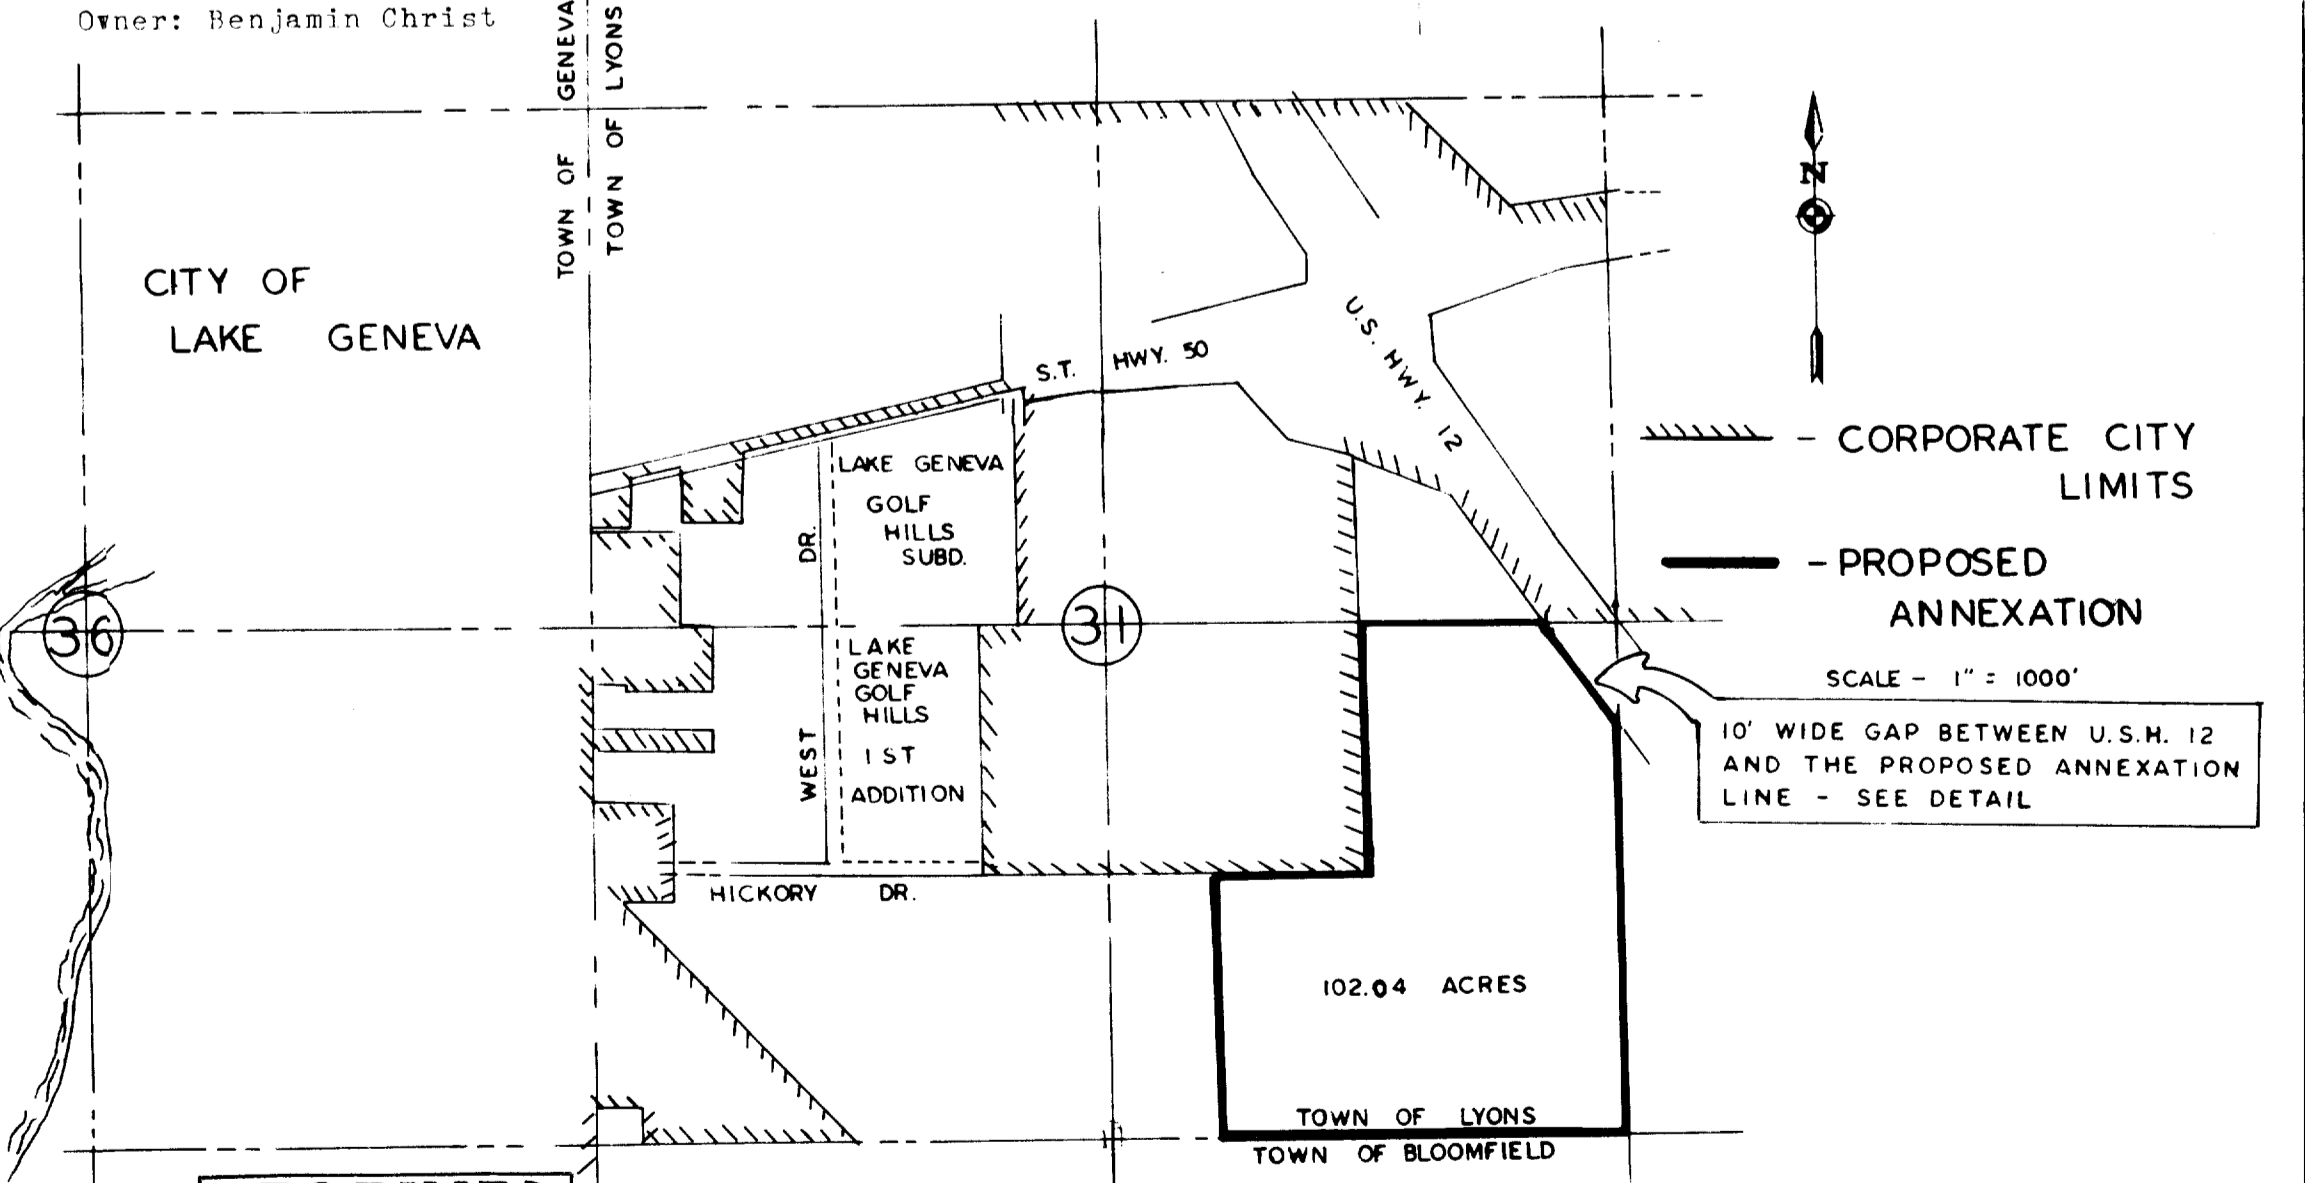 Owner: Benjamin Christ
TOWN OF GENEVA
TOWN OF LYONS
CITY OF
LAKE GENEVA
N
U.S. HWY. 12
S.T. HWY. 50
CORPORATE CITY
LIMITS
PROPOSED
ANNEXATION
SCALE - 1" = 1000'
10' WIDE GAP BETWEEN U.S.H. 12
AND THE PROPOSED ANNEXATION
LINE - SEE DETAIL
LAKE GENEVA
GOLF
HILLS
SUBD.
36
31
LAKE
GENEVA
GOLF
HILLS
1ST
ADDITION
WEST DR.
HICKORY DR.
102.04 ACRES
TOWN OF LYONS
TOWN OF BLOOMFIELD